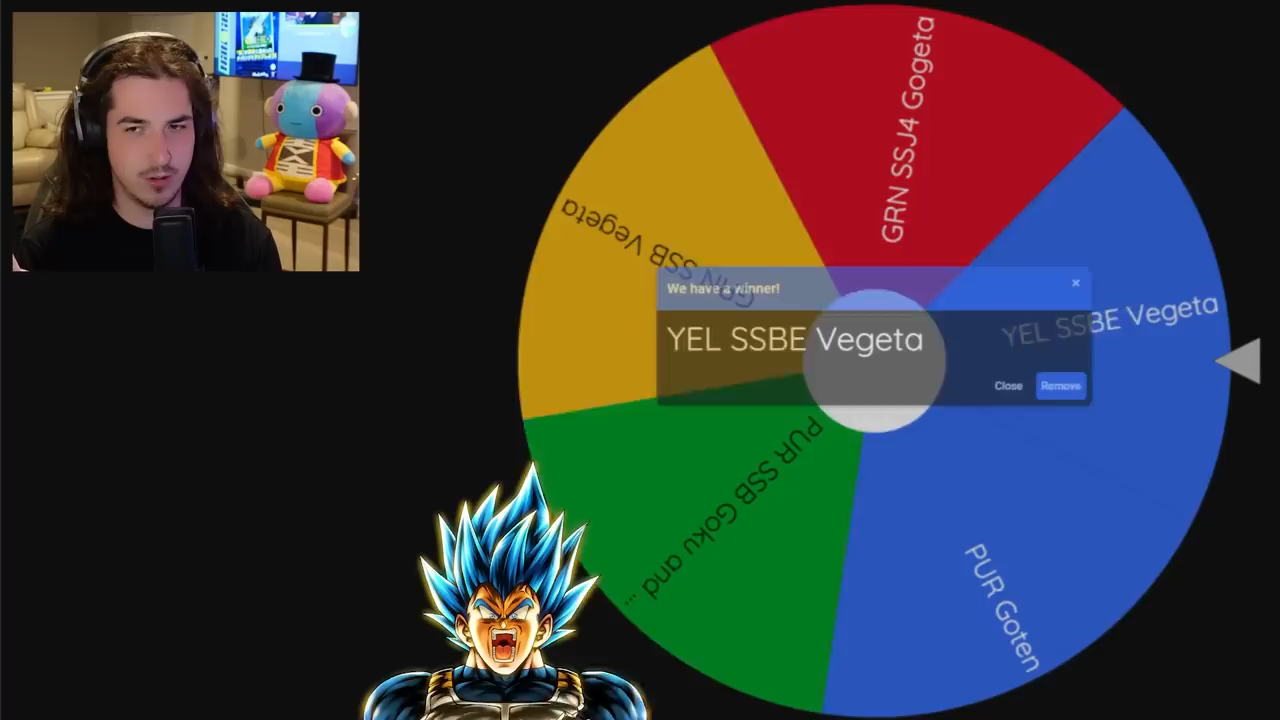 GRN SSJ4 Gogeta
GRN SSB Vegeta
We have a winner!
×
YEL SSBE Vegeta
YEL SSBE Vegeta
Close
Remove
PUR SSB Goku and ...
PUR Goten